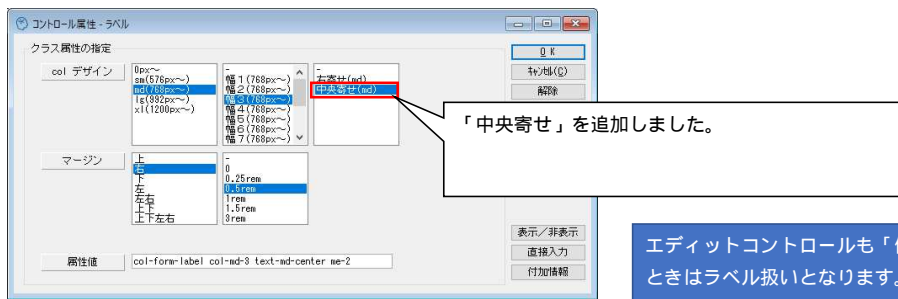 コントロール属性 - ラベル
クラス属性の指定
col デザイン
0px～
sm(576px～)
md(768px～)
lg(992px～)
xl(1200px～)
-
幅1(768px～)
幅2(768px～)
幅3(768px～)
幅4(768px～)
幅5(768px～)
幅6(768px～)
幅7(768px～)
-
右寄せ(md)
中央寄せ(md)
OK
ｷｬﾝｾﾙ(C)
解除
「中央寄せ」を追加しました。
マージン
上
右
下
左
左右
上下
上下左右
-
0
0.25rem
0.5rem
1rem
1.5rem
3rem
表示／非表示
直接入力
付加情報
属性値
col-form-label col-md-3 text-md-center me-2
エディットコントロールも「
ときはラベル扱いとなります。